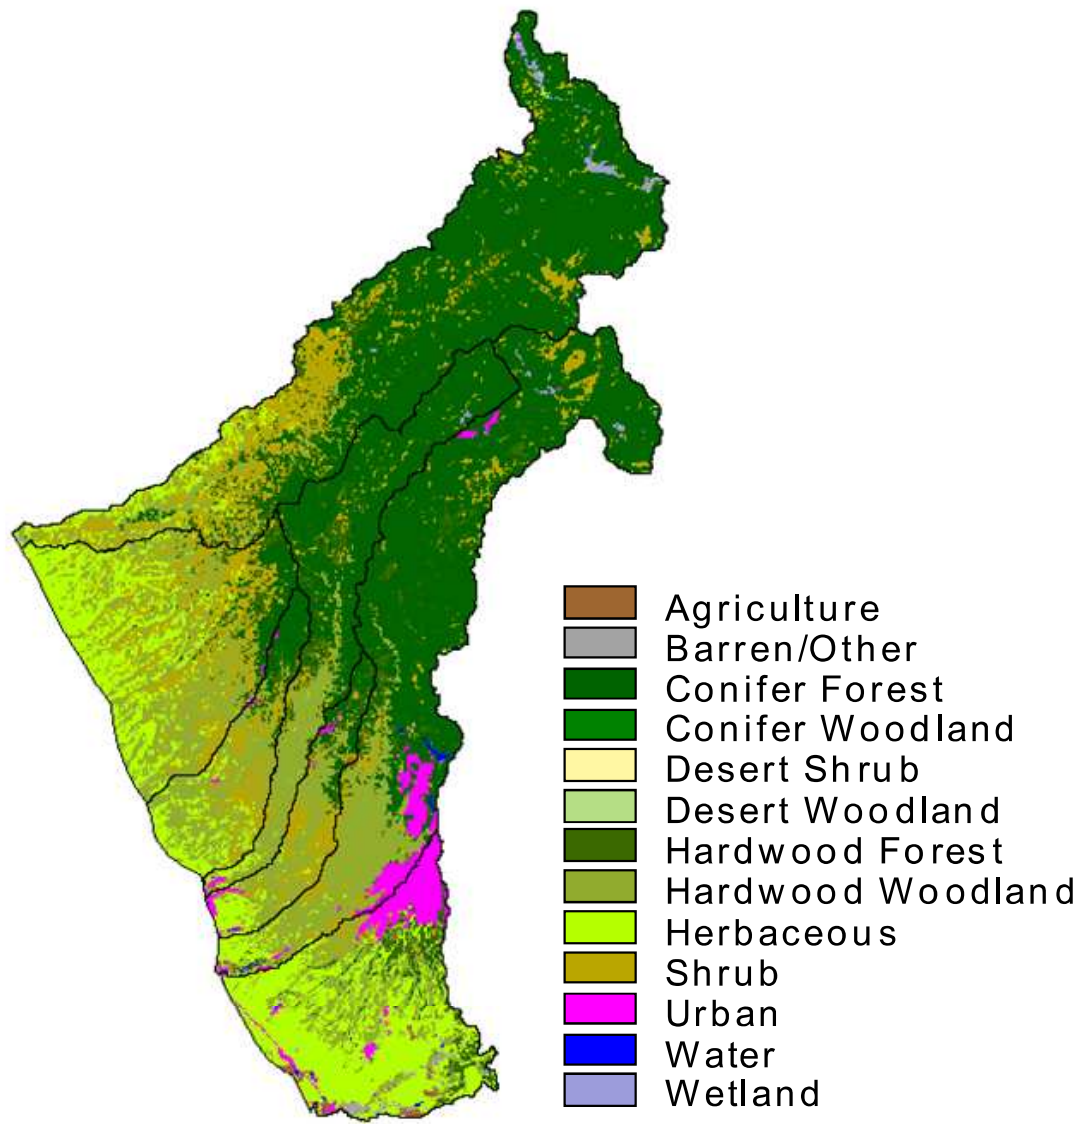 Agriculture
Barren/Other
Conifer Forest
Conifer Woodland
Desert Shrub
Desert Woodland
Hardwood Forest
Hardwood Woodland
Herbaceous
Shrub
Urban
Water
Wetland